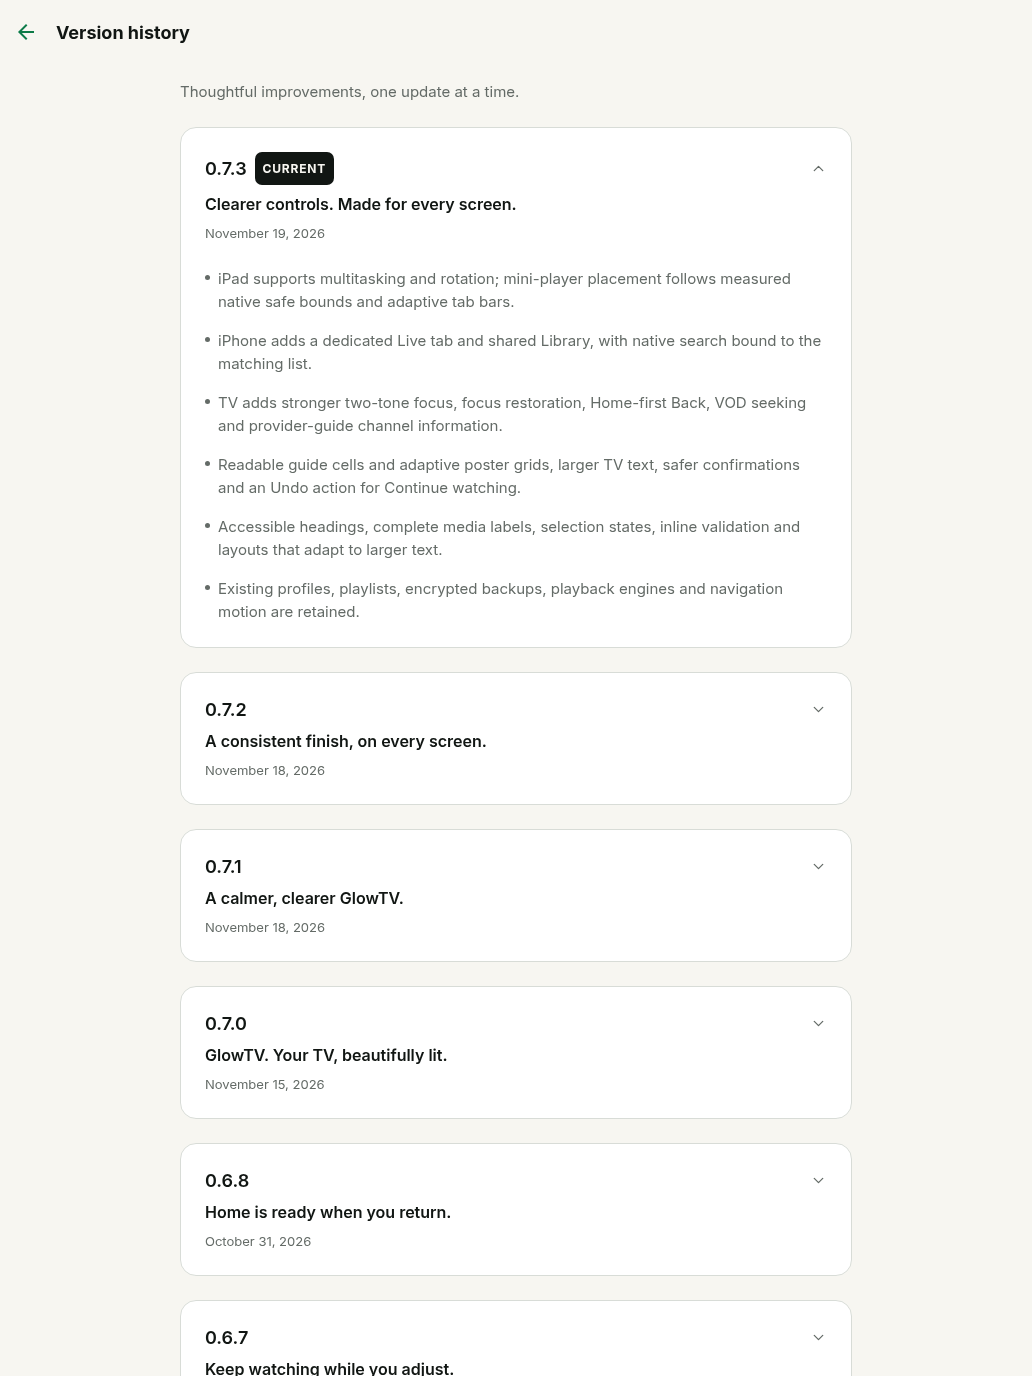 Version history
Thoughtful improvements, one update at a time.
0.7.3 CURRENT
Clearer controls. Made for every screen.
November 19, 2026
• iPad supports multitasking and rotation; mini-player placement follows measured
native safe bounds and adaptive tab bars.
• iPhone adds a dedicated Live tab and shared Library, with native search bound to the
matching list.
• TV adds stronger two-tone focus, focus restoration, Home-first Back, VOD seeking
and provider-guide channel information.
• Readable guide cells and adaptive poster grids, larger TV text, safer confirmations
and an Undo action for Continue watching.
• Accessible headings, complete media labels, selection states, inline validation and
layouts that adapt to larger text.
• Existing profiles, playlists, encrypted backups, playback engines and navigation
motion are retained.
0.7.2
A consistent finish, on every screen.
November 18, 2026
0.7.1
A calmer, clearer GlowTV.
November 18, 2026
0.7.0
GlowTV. Your TV, beautifully lit.
November 15, 2026
0.6.8
Home is ready when you return.
October 31, 2026
0.6.7
Keep watching while you adjust.